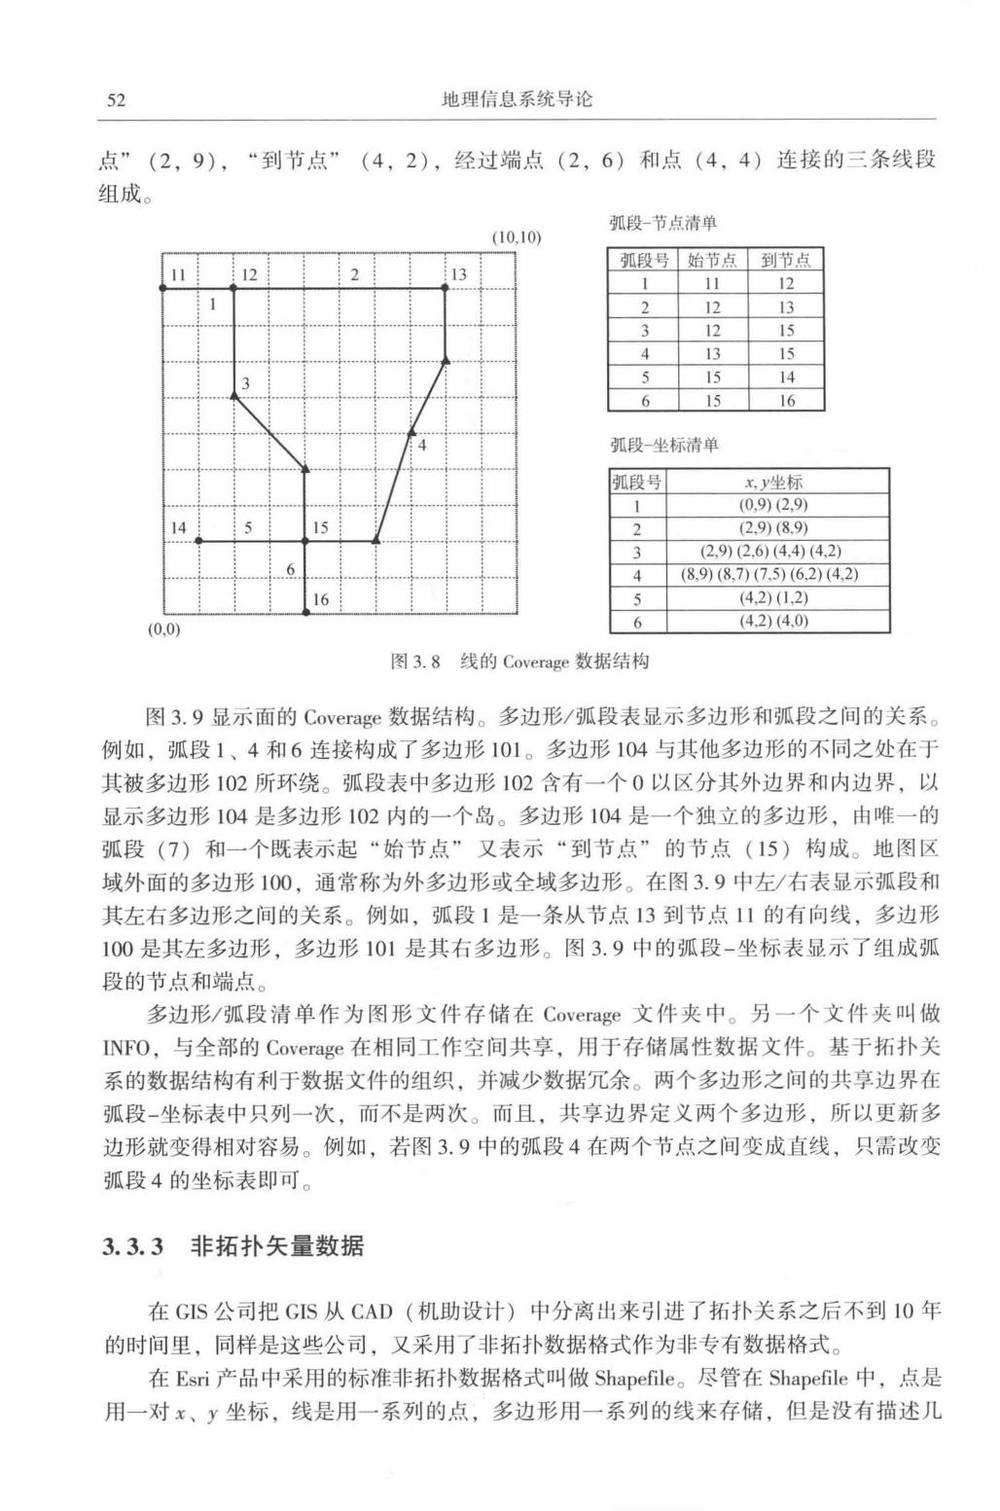 52
地理信息系统导论
点”(2，9)，“到节点”(4，2)，经过端点(2，6)和点(4，4)连接的三条线段
组成。
(10,10)
11
12
2
13
1
3
4
14
5
15
6
16
(0,0)
弧段-节点清单
弧段号 始节点 到节点
1 11 12
2 12 13
3 12 15
4 13 15
5 15 14
6 15 16
弧段-坐标清单
弧段号 x, y坐标
1 (0,9) (2,9)
2 (2,9) (8,9)
3 (2,9) (2,6) (4,4) (4,2)
4 (8,9) (8,7) (7,5) (6,2) (4,2)
5 (4,2) (1,2)
6 (4,2) (4,0)
图 3. 8 线的 Coverage 数据结构
图 3. 9 显示面的 Coverage 数据结构。多边形/弧段表显示多边形和弧段之间的关系。
例如，弧段 1、4 和 6 连接构成了多边形 101。多边形 104 与其他多边形的不同之处在于
其被多边形 102 所环绕。弧段表中多边形 102 含有一个 0 以区分其外边界和内边界，以
显示多边形 104 是多边形 102 内的一个岛。多边形 104 是一个独立的多边形，由唯一的
弧段(7)和一个既表示起“始节点”又表示“到节点”的节点(15)构成。地图区
域外面的多边形 100，通常称为外多边形或全域多边形。在图 3. 9 中左/右表显示弧段和
其左右多边形之间的关系。例如，弧段 1 是一条从节点 13 到节点 11 的有向线，多边形
100 是其左多边形，多边形 101 是其右多边形。图 3. 9 中的弧段-坐标表显示了组成弧
段的节点和端点。
多边形/弧段清单作为图形文件存储在 Coverage 文件夹中。另一个文件夹叫做
INFO，与全部的 Coverage 在相同工作空间共享，用于存储属性数据文件。基于拓扑关
系的数据结构有利于数据文件的组织，并减少数据冗余。两个多边形之间的共享边界在
弧段-坐标表中只列一次，而不是两次。而且，共享边界定义两个多边形，所以更新多
边形就变得相对容易。例如，若图 3. 9 中的弧段 4 在两个节点之间变成直线，只需改变
弧段 4 的坐标表即可。
3. 3. 3 非拓扑矢量数据
在 GIS 公司把 GIS 从 CAD(机助设计)中分离出来引进了拓扑关系之后不到 10 年
的时间里，同样是这些公司，又采用了非拓扑数据格式作为非专有数据格式。
在 Esri 产品中采用的标准非拓扑数据格式叫做 Shapefile。尽管在 Shapefile 中，点是
用一对 x、y 坐标，线是用一系列的点，多边形用一系列的线来存储，但是没有描述几